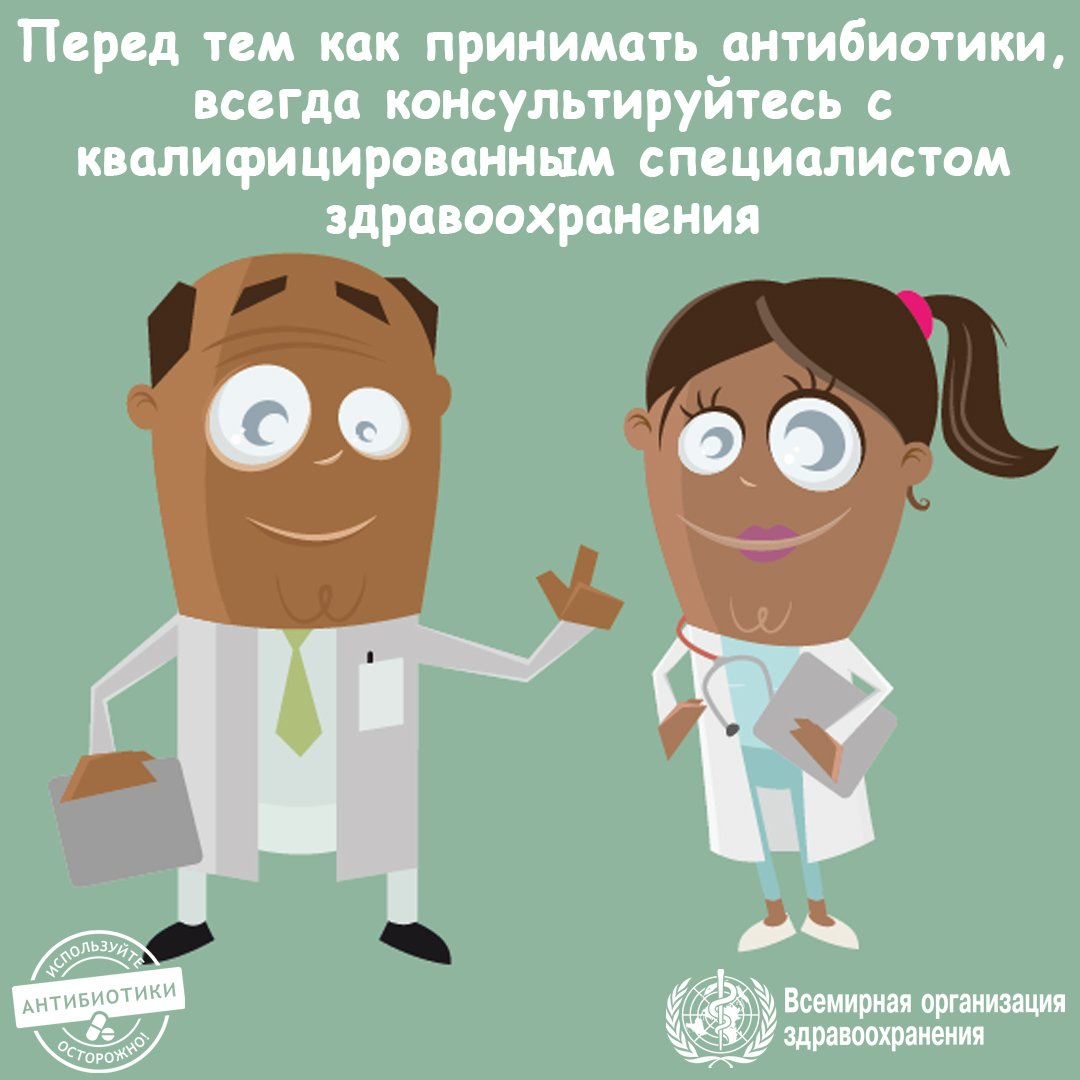 Перед тем как принимать антибиотики,
всегда консультируйтесь с
квалифицированным специалистом
здравоохранения
ИСПОЛЬЗУЙТЕ
АНТИБИОТИКИ
ОСТОРОЖНО!
Всемирная организация
здравоохранения